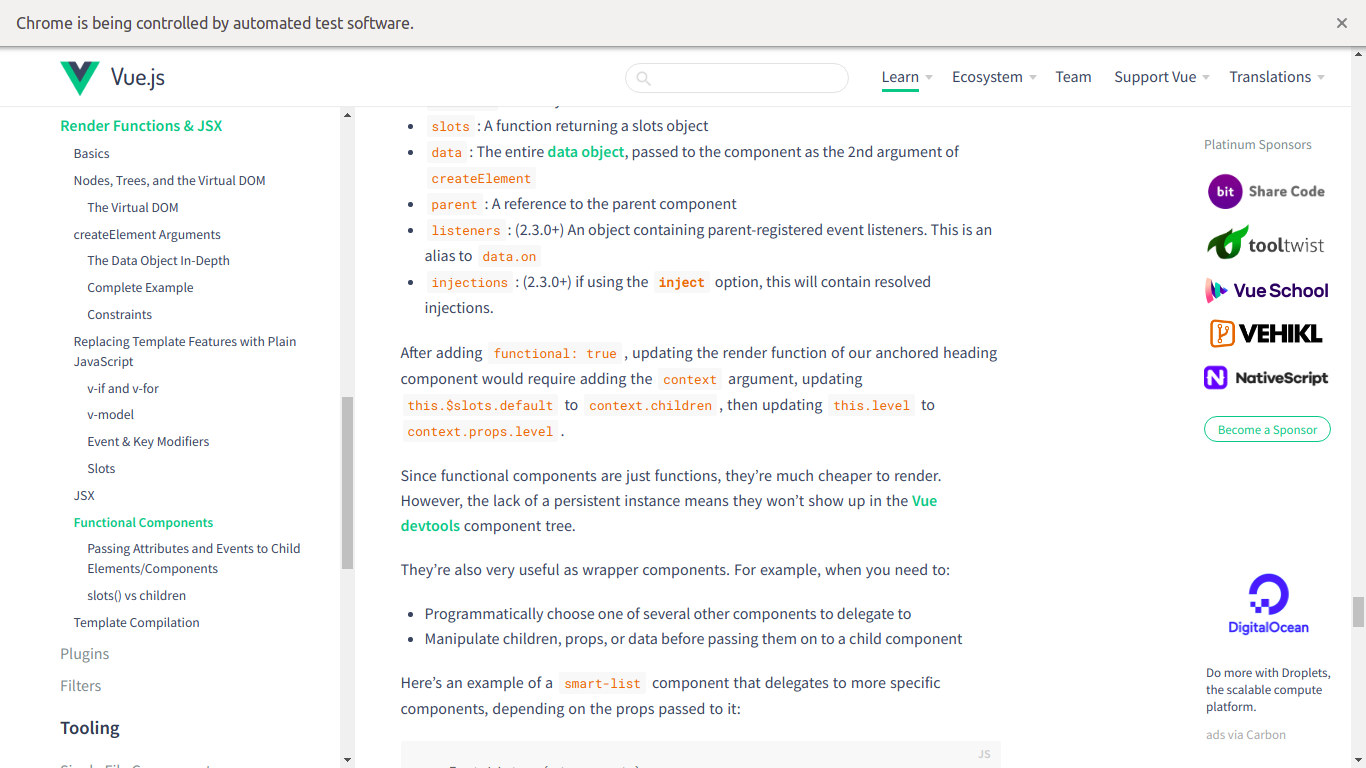 Chrome is being controlled by automated test software.
Vue.js
Learn
Ecosystem
Team
Support Vue
Translations
Render Functions & JSX
Basics
Nodes, Trees, and the Virtual DOM
The Virtual DOM
createElement Arguments
The Data Object In-Depth
Complete Example
Constraints
Replacing Template Features with Plain
JavaScript
v-if and v-for
v-model
Event & Key Modifiers
Slots
JSX
Functional Components
Passing Attributes and Events to Child
Elements/Components
slots() vs children
Template Compilation
Plugins
Filters
Tooling
slots : A function returning a slots object
data : The entire data object, passed to the component as the 2nd argument of
createElement
parent : A reference to the parent component
listeners : (2.3.0+) An object containing parent-registered event listeners. This is an
alias to data.on
injections : (2.3.0+) if using the inject option, this will contain resolved
injections.
After adding functional: true , updating the render function of our anchored heading
component would require adding the context argument, updating
this.$slots.default to context.children , then updating this.level to
context.props.level .
Since functional components are just functions, they’re much cheaper to render.
However, the lack of a persistent instance means they won’t show up in the Vue
devtools component tree.
They’re also very useful as wrapper components. For example, when you need to:
Programmatically choose one of several other components to delegate to
Manipulate children, props, or data before passing them on to a child component
Here’s an example of a smart-list component that delegates to more specific
components, depending on the props passed to it:
JS
Platinum Sponsors
bit Share Code
tooltwist
Vue School
VEHIKL
NativeScript
Become a Sponsor
DigitalOcean
Do more with Droplets,
the scalable compute
platform.
ads via Carbon